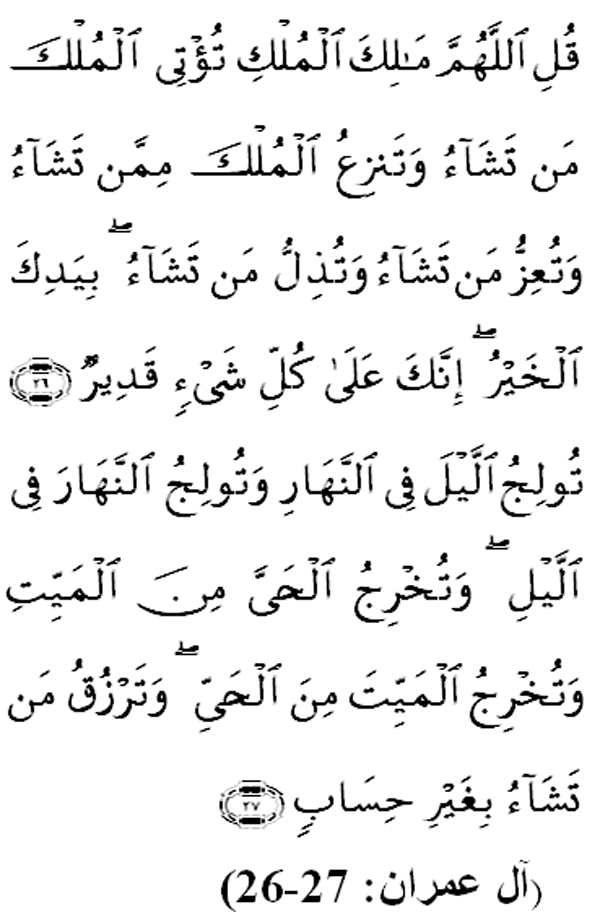 قُلِ ٱللَّهُمَّ مَٰلِكَ ٱلْمُلْكِ تُؤْتِى ٱلْمُلْكَ
مَن تَشَآءُ وَتَنزِعُ ٱلْمُلْكَ مِمَّن تَشَآءُ
وَتُعِزُّ مَن تَشَآءُ وَتُذِلُّ مَن تَشَآءُ ۖ بِيَدِكَ
ٱلْخَيْرُ ۖ إِنَّكَ عَلَىٰ كُلِّ شَىْءٍ قَدِيرٌ ٢٦
تُولِجُ ٱلَّيْلَ فِى ٱلنَّهَارِ وَتُولِجُ ٱلنَّهَارَ فِى
ٱلَّيْلِ ۖ وَتُخْرِجُ ٱلْحَىَّ مِنَ ٱلْمَيِّتِ
وَتُخْرِجُ ٱلْمَيِّتَ مِنَ ٱلْحَىِّ ۖ وَتَرْزُقُ مَن
تَشَآءُ بِغَيْرِ حِسَابٍ ٢٧
(آل عمران: 27-26)